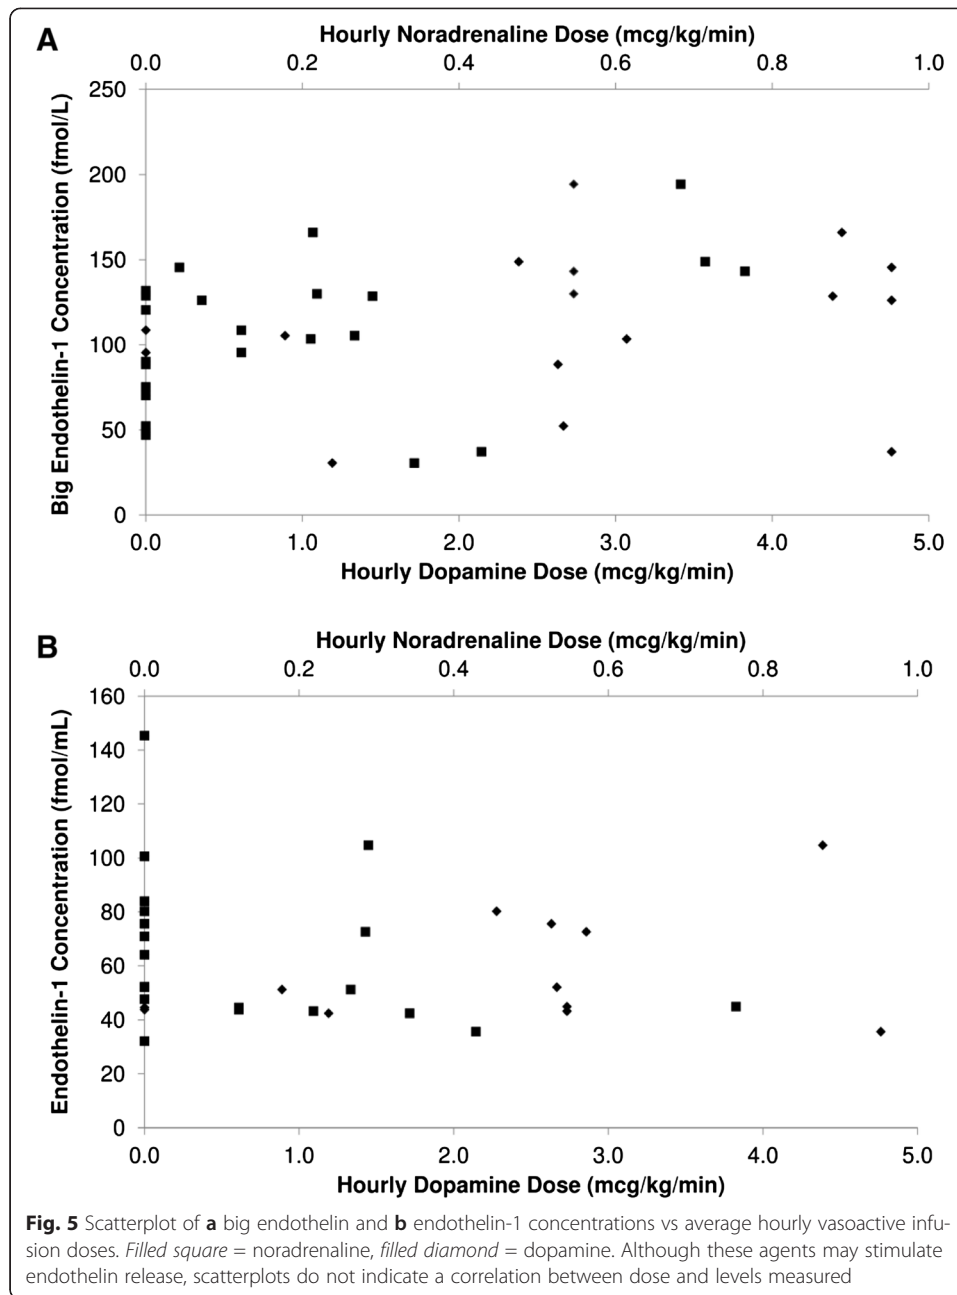 A
Hourly Noradrenaline Dose (mcg/kg/min)
0.0 0.2 0.4 0.6 0.8 1.0
Big Endothelin-1 Concentration (fmol/L)
250
200
150
100
50
0
0.0 1.0 2.0 3.0 4.0 5.0
Hourly Dopamine Dose (mcg/kg/min)
B
Hourly Noradrenaline Dose (mcg/kg/min)
0.0 0.2 0.4 0.6 0.8 1.0
Endothelin-1 Concentration (fmol/mL)
160
140
120
100
80
60
40
20
0
0.0 1.0 2.0 3.0 4.0 5.0
Hourly Dopamine Dose (mcg/kg/min)
Fig. 5 Scatterplot of a big endothelin and b endothelin-1 concentrations vs average hourly vasoactive infu-
sion doses. Filled square = noradrenaline, filled diamond = dopamine. Although these agents may stimulate
endothelin release, scatterplots do not indicate a correlation between dose and levels measured